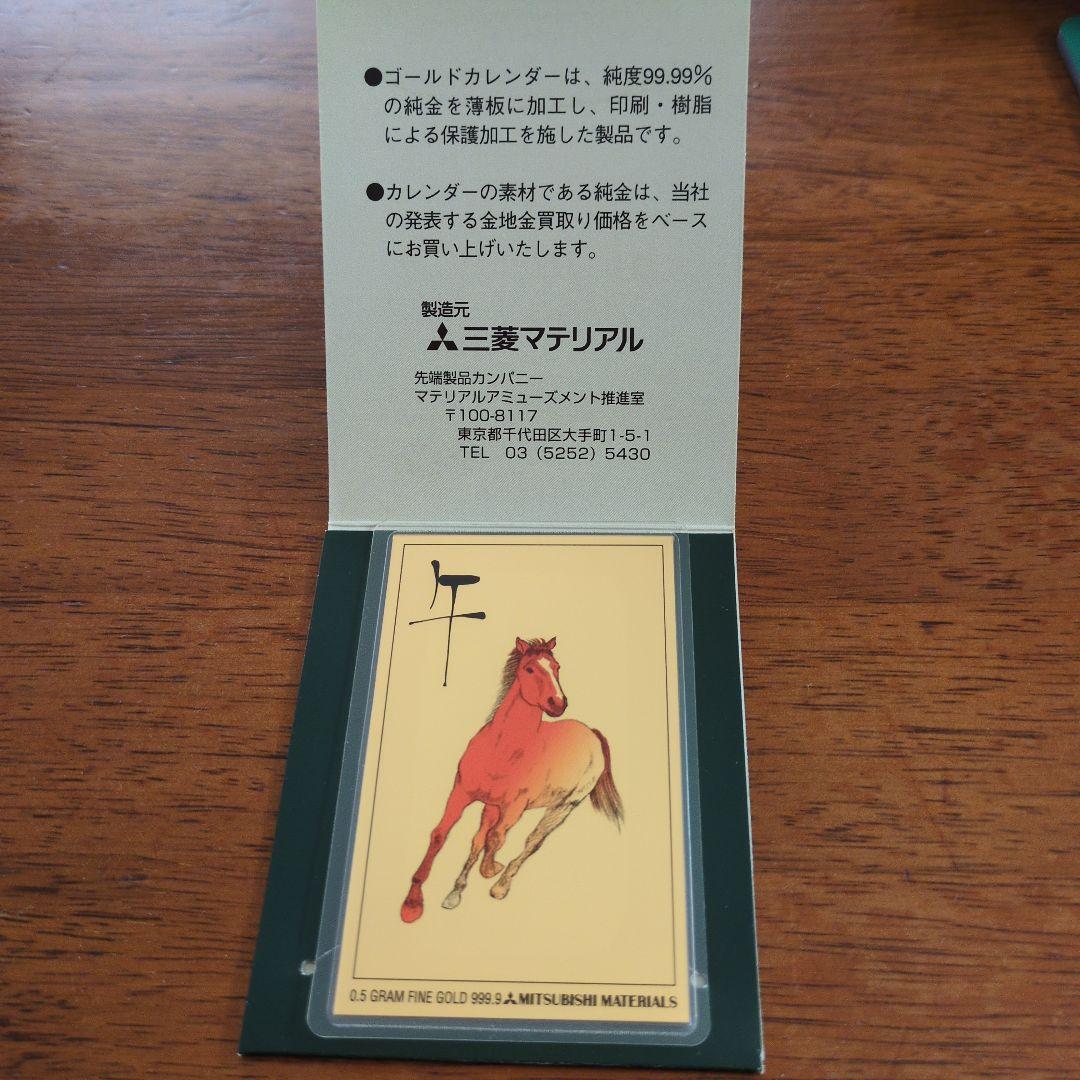 ●ゴールドカレンダーは、純度99.99%
の純金を薄板に加工し、印刷・樹脂
による保護加工を施した製品です。
●カレンダーの素材である純金は、当社
の発表する金地金買取り価格をベース
にお買い上げいたします。
製造元
三菱マテリアル
先端製品カンパニー
マテリアルアミューズメント推進室
〒100-8117
東京都千代田区大手町1-5-1
TEL 03（5252）5430
午
0.5 GRAM FINE GOLD 999.9 MITSUBISHI MATERIALS